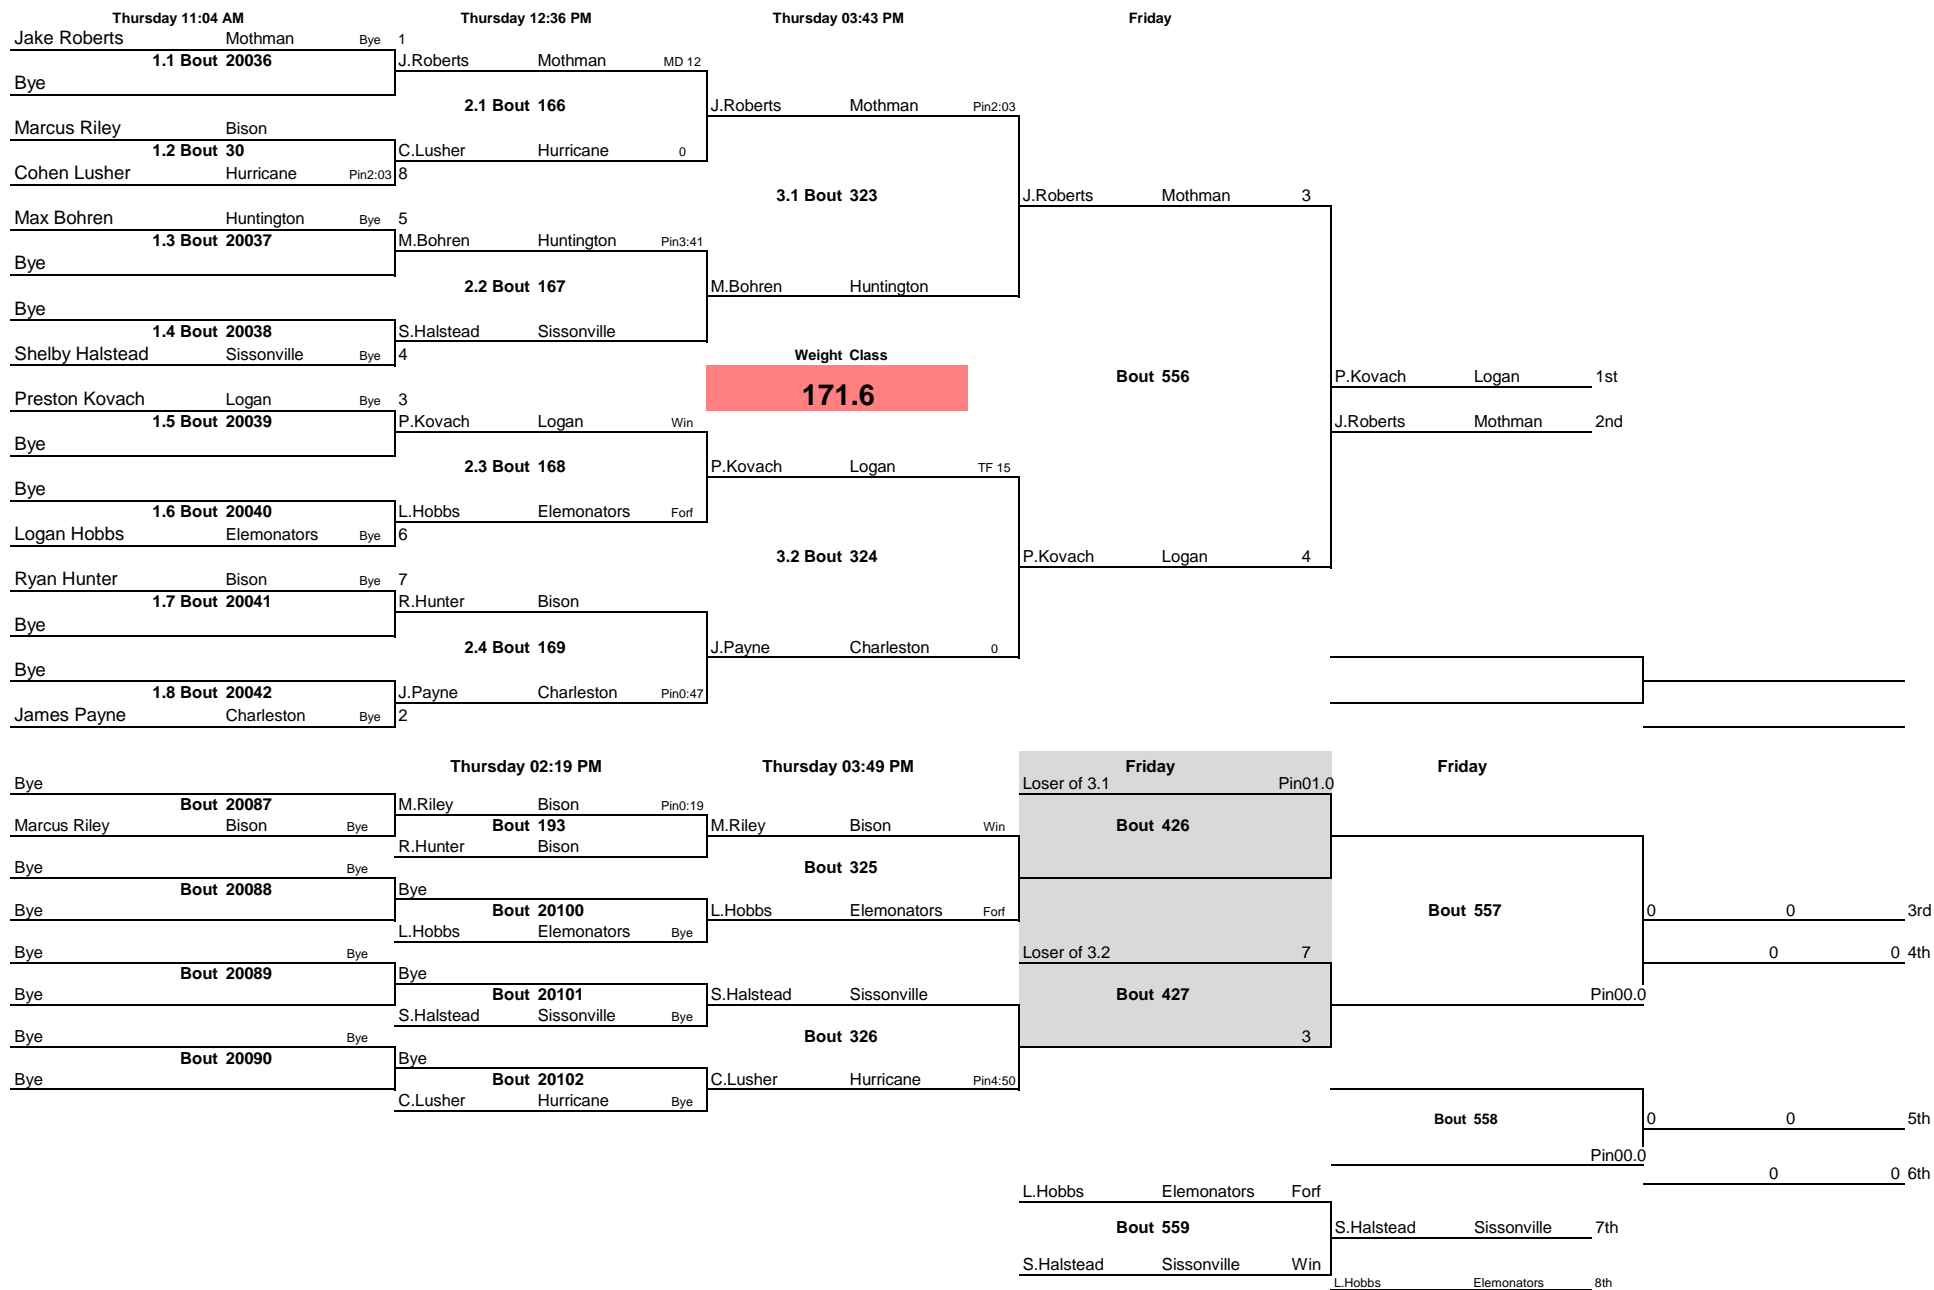 Thursday 11:04 AM Thursday 12:36 PM Thursday 03:43 PM Friday
Jake Roberts Mothman Bye 1
1.1 Bout 20036 J.Roberts Mothman MD 12
Bye
2.1 Bout 166 J.Roberts Mothman Pin2:03
Marcus Riley Bison
1.2 Bout 30 C.Lusher Hurricane 0
Cohen Lusher Hurricane Pin2:03 8
3.1 Bout 323 J.Roberts Mothman 3
Max Bohren Huntington Bye 5
1.3 Bout 20037 M.Bohren Huntington Pin3:41
Bye
2.2 Bout 167 M.Bohren Huntington
Bye
1.4 Bout 20038 S.Halstead Sissonville
Shelby Halstead Sissonville Bye 4 Weight Class
Bout 556 P.Kovach Logan 1st
Preston Kovach Logan Bye 3 171.6
1.5 Bout 20039 P.Kovach Logan Win J.Roberts Mothman 2nd
Bye
2.3 Bout 168 P.Kovach Logan TF 15
Bye
1.6 Bout 20040 L.Hobbs Elemonators Forf
Logan Hobbs Elemonators Bye 6
3.2 Bout 324 P.Kovach Logan 4
Ryan Hunter Bison Bye 7
1.7 Bout 20041 R.Hunter Bison
Bye
2.4 Bout 169 J.Payne Charleston 0
Bye
1.8 Bout 20042 J.Payne Charleston Pin0:47
James Payne Charleston Bye 2
Thursday 02:19 PM Thursday 03:49 PM Friday Friday
Bye Loser of 3.1 Pin01.0
Bout 20087 M.Riley Bison Pin0:19
Marcus Riley Bison Bye Bout 193 M.Riley Bison Win Bout 426
R.Hunter Bison
Bye Bye Bout 325
Bout 20088 Bye
Bye Bout 20100 L.Hobbs Elemonators Forf Bout 557 0 0 3rd
L.Hobbs Elemonators Bye
Bye Bye Loser of 3.2 7 0 0 4th
Bout 20089 Bye
Bye Bout 20101 S.Halstead Sissonville Bout 427 Pin00.0
S.Halstead Sissonville Bye
Bye Bye Bout 326 3
Bout 20090 Bye
Bye Bout 20102 C.Lusher Hurricane Pin4:50
C.Lusher Hurricane Bye
Bout 558 0 0 5th
Pin00.0
0 0 6th
L.Hobbs Elemonators Forf
Bout 559 S.Halstead Sissonville 7th
S.Halstead Sissonville Win
L.Hobbs Elemonators 8th